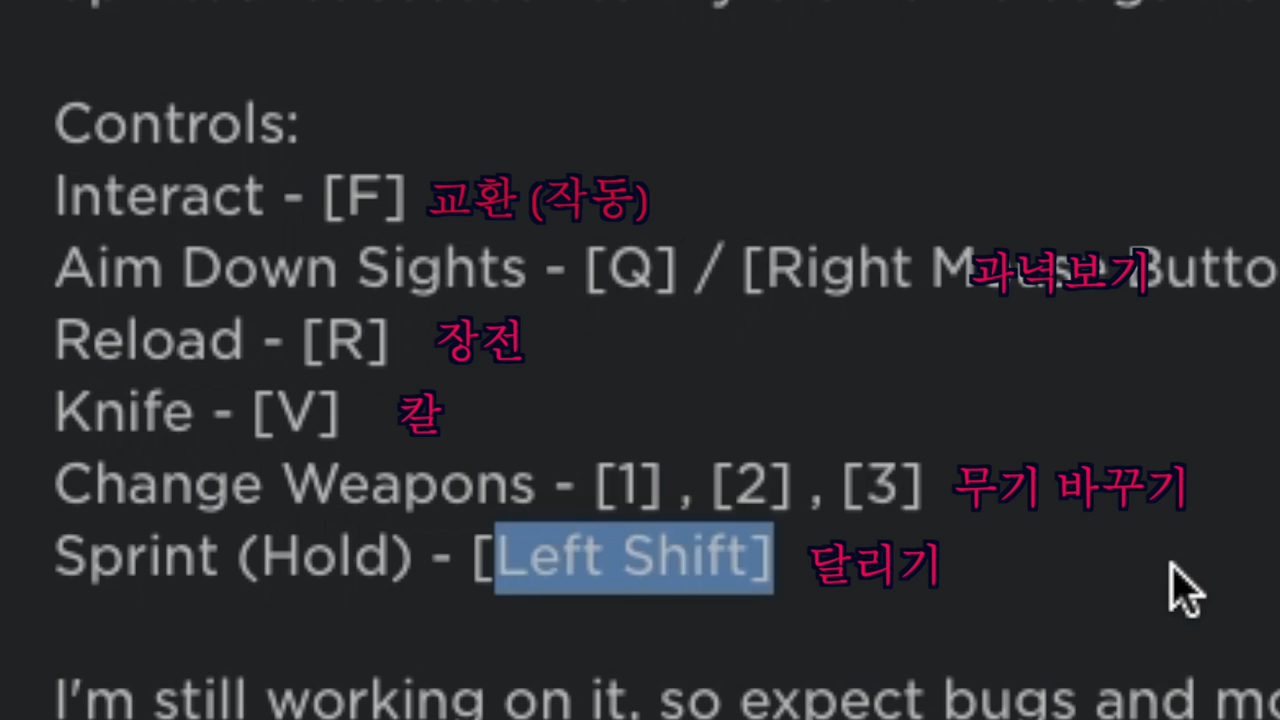 Controls:
Interact - [F] 교환 (작동)
Aim Down Sights - [Q] / [Right Mouse Butto 과녁보기
Reload - [R] 장전
Knife - [V] 칼
Change Weapons - [1] , [2] , [3] 무기 바꾸기
Sprint (Hold) - [Left Shift] 달리기
I'm still working on it, so expect bugs and mo